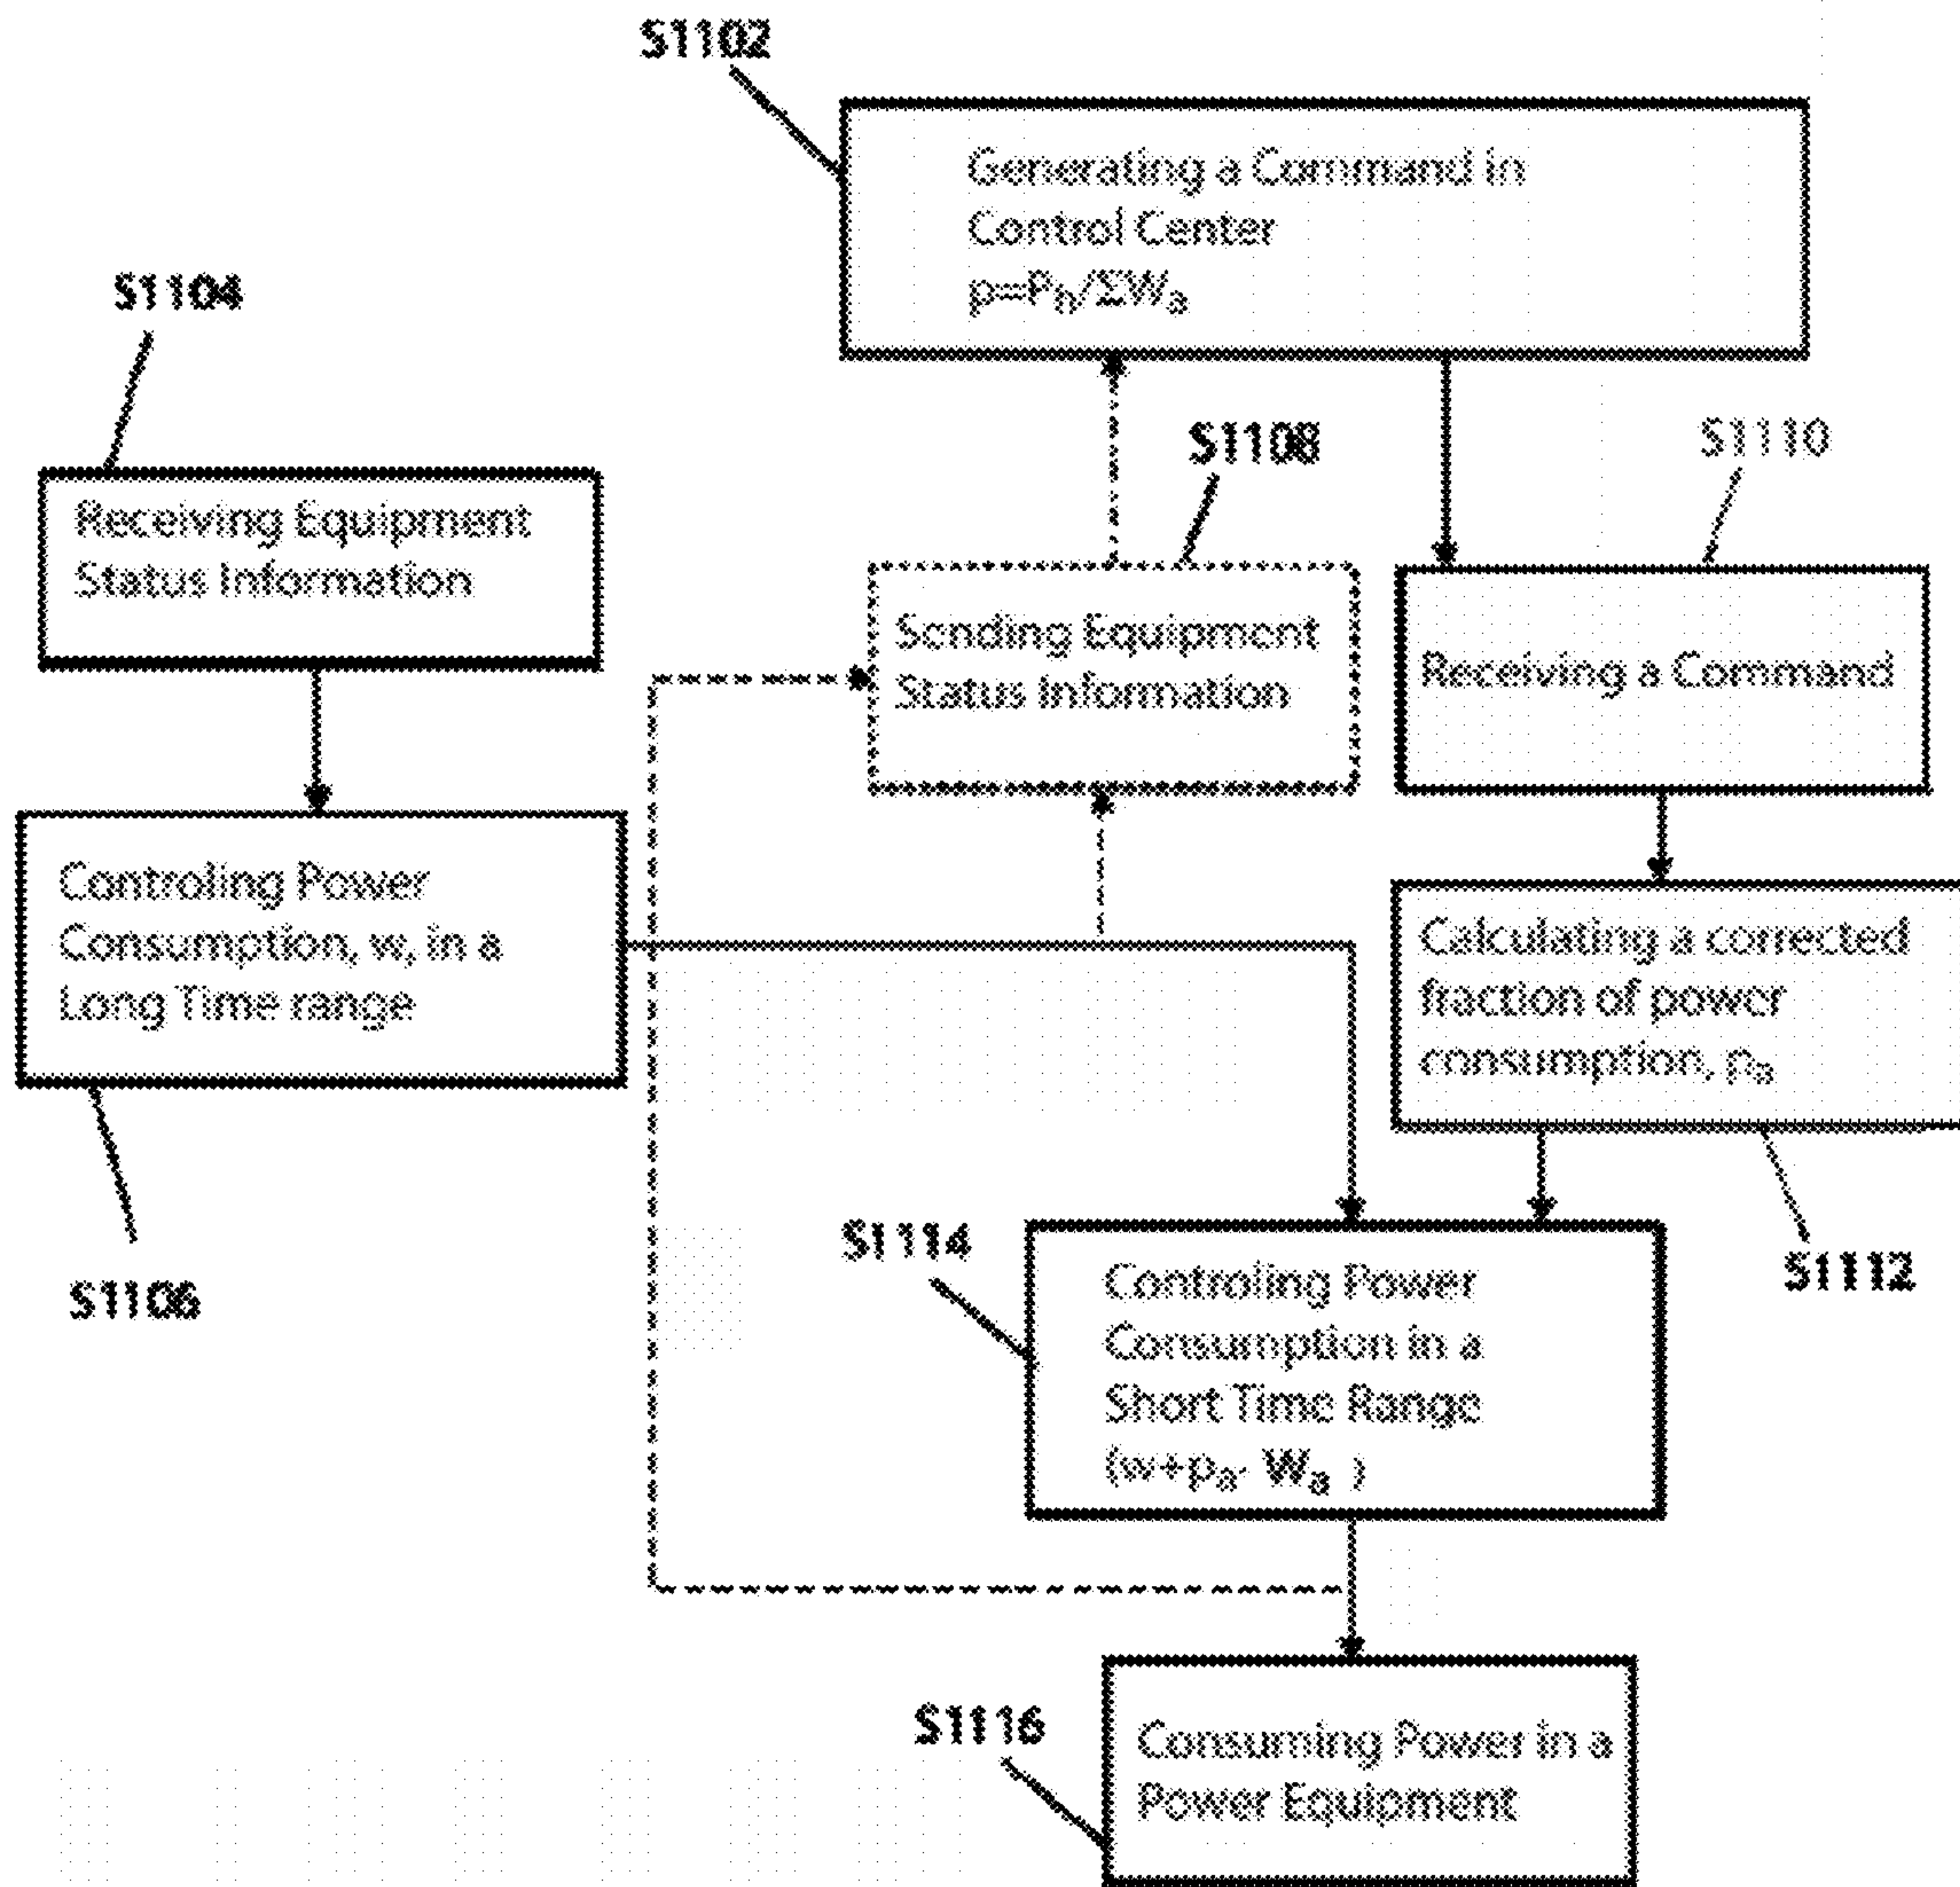 S1102
Generating a Command in
Control Center
p=Ph/ΣWa
S1104
Receiving Equipment
Status Information
S1108
Sending Equipment
Status Information
S1110
Receiving a Command
Controling Power
Consumption, w, in a
Long Time range
S1106
Calculating a corrected
fraction of power
consumption, pa
S1112
S1114
Controling Power
Consumption in a
Short Time Range
(w+pa· Wa )
S1116
Consuming Power in a
Power Equipment